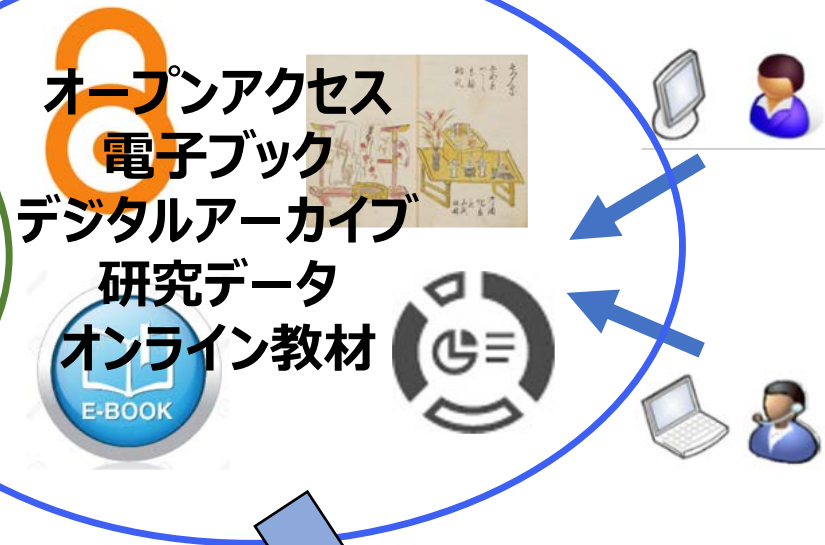 オープンアクセス
電子ブック
デジタルアーカイブ
研究データ
オンライン教材
E-BOOK